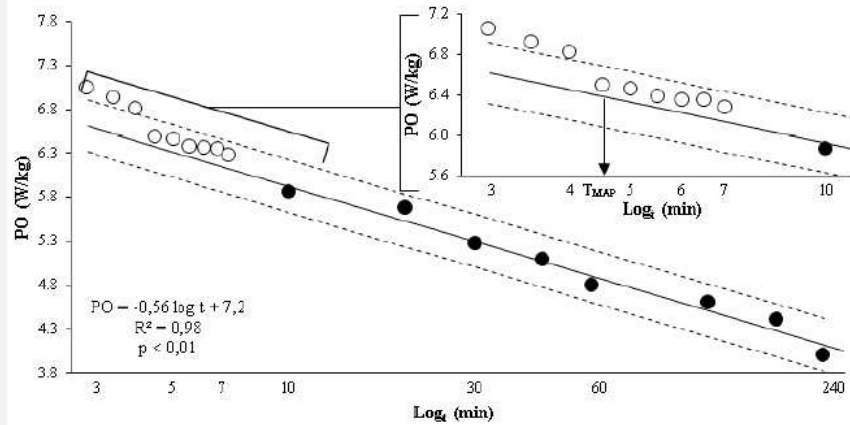 7.8
7.3
6.8
6.3
5.8
5.3
4.8
4.3
3.8
PO (W/kg)
3 5 7 10 30 60 240
Log_t (min)
PO = -0,56 log t + 7,2
R² = 0,98
p < 0,01
7.2
6.8
6.4
6.0
5.6
PO (W/kg)
3 4 5 6 7 10
T_MAP
Log_t (min)